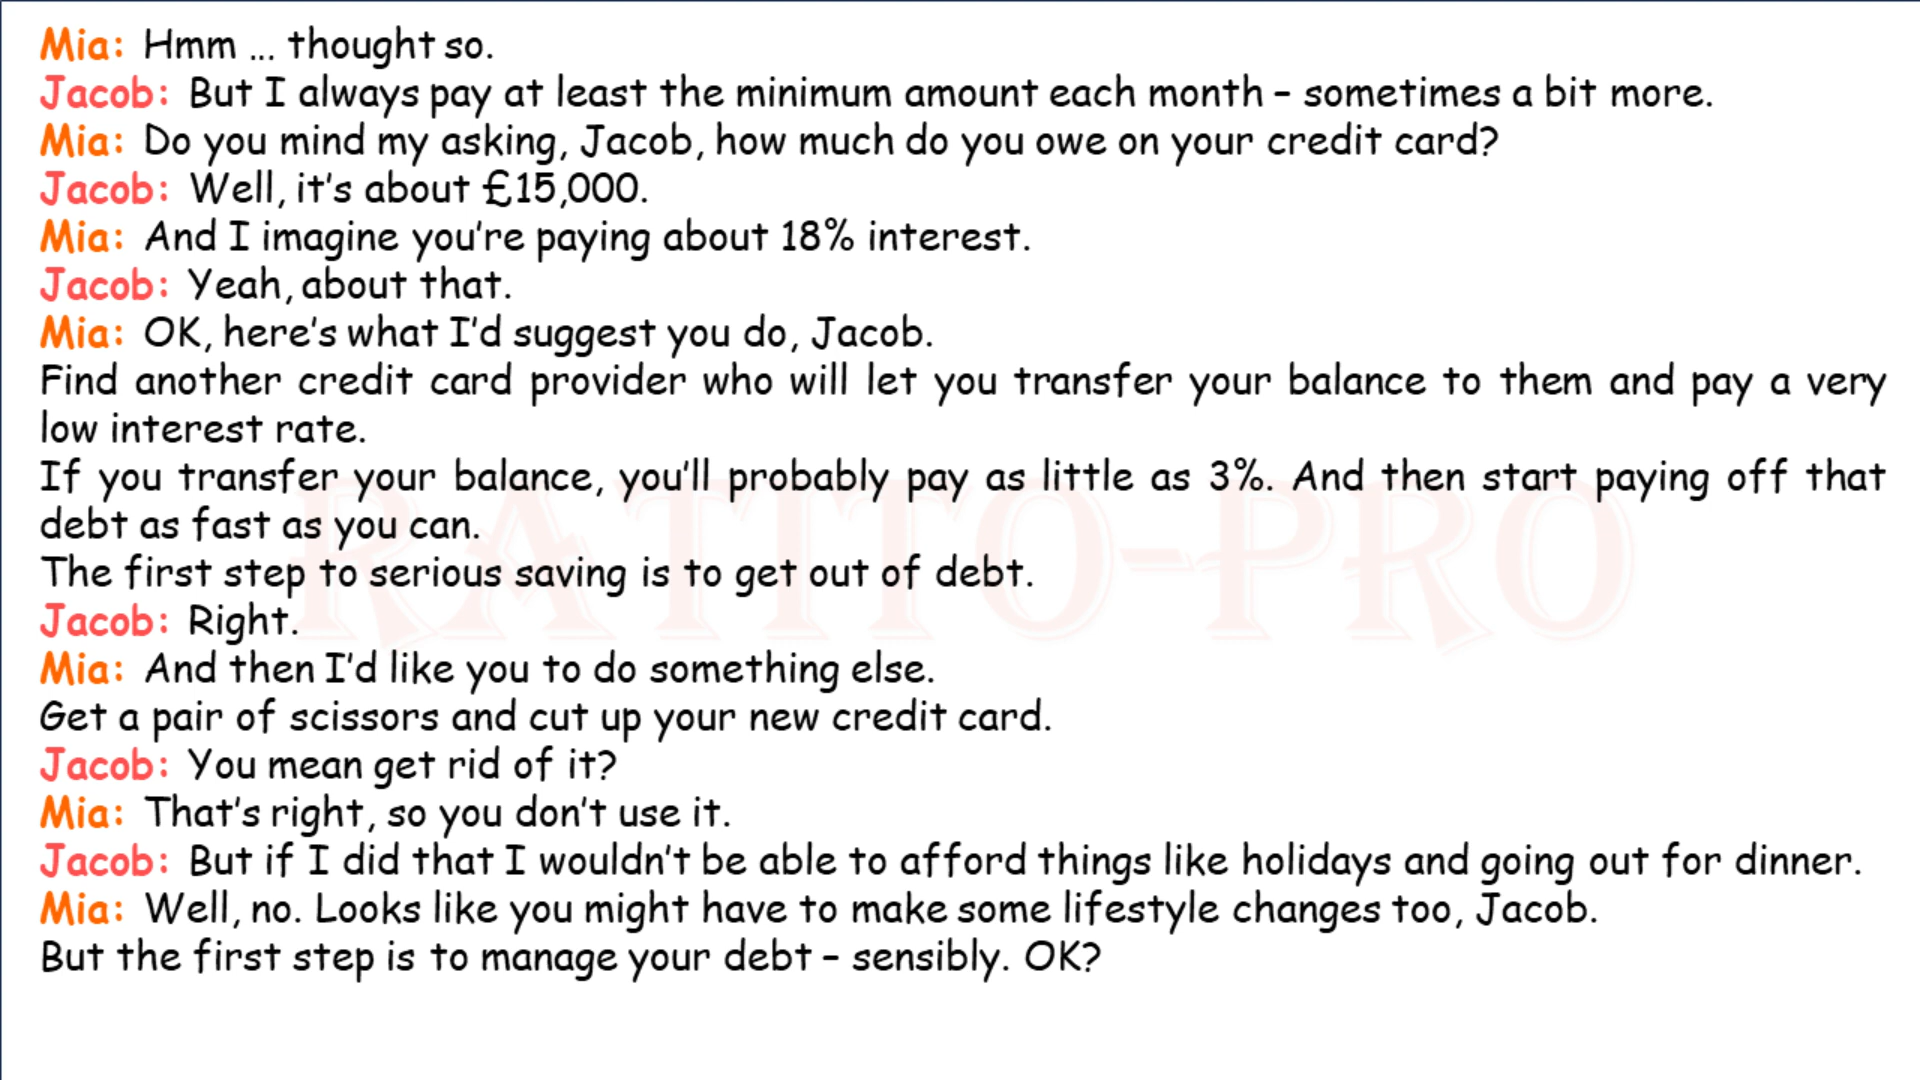 Mia: Hmm ... thought so.
Jacob: But I always pay at least the minimum amount each month – sometimes a bit more.
Mia: Do you mind my asking, Jacob, how much do you owe on your credit card?
Jacob: Well, it's about £15,000.
Mia: And I imagine you're paying about 18% interest.
Jacob: Yeah, about that.
Mia: OK, here's what I'd suggest you do, Jacob.
Find another credit card provider who will let you transfer your balance to them and pay a very
low interest rate.
If you transfer your balance, you'll probably pay as little as 3%. And then start paying off that
debt as fast as you can.
RATITO-PRO
The first step to serious saving is to get out of debt.
Jacob: Right.
Mia: And then I'd like you to do something else.
Get a pair of scissors and cut up your new credit card.
Jacob: You mean get rid of it?
Mia: That's right, so you don't use it.
Jacob: But if I did that I wouldn't be able to afford things like holidays and going out for dinner.
Mia: Well, no. Looks like you might have to make some lifestyle changes too, Jacob.
But the first step is to manage your debt – sensibly. OK?